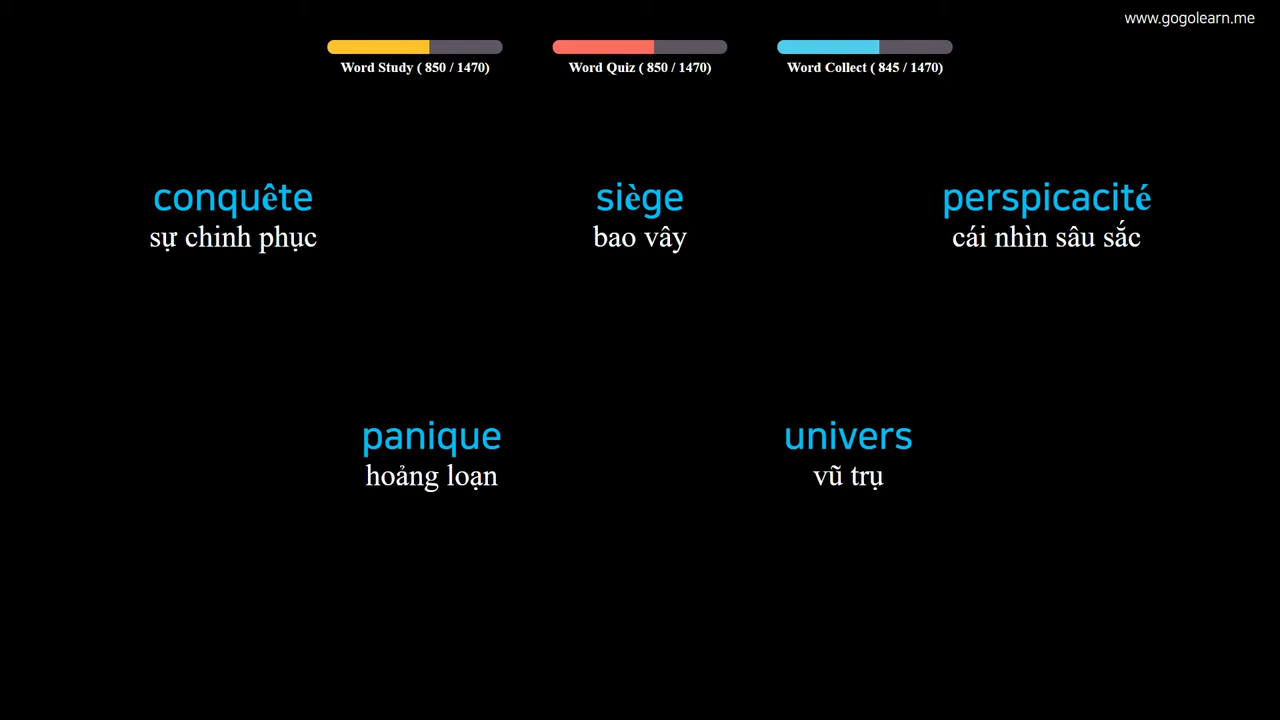 www.gogolearn.me
Word Study ( 850 / 1470)
Word Quiz ( 850 / 1470)
Word Collect ( 845 / 1470)
conquête
sự chinh phục
siège
bao vây
perspicacité
cái nhìn sâu sắc
panique
hoảng loạn
univers
vũ trụ